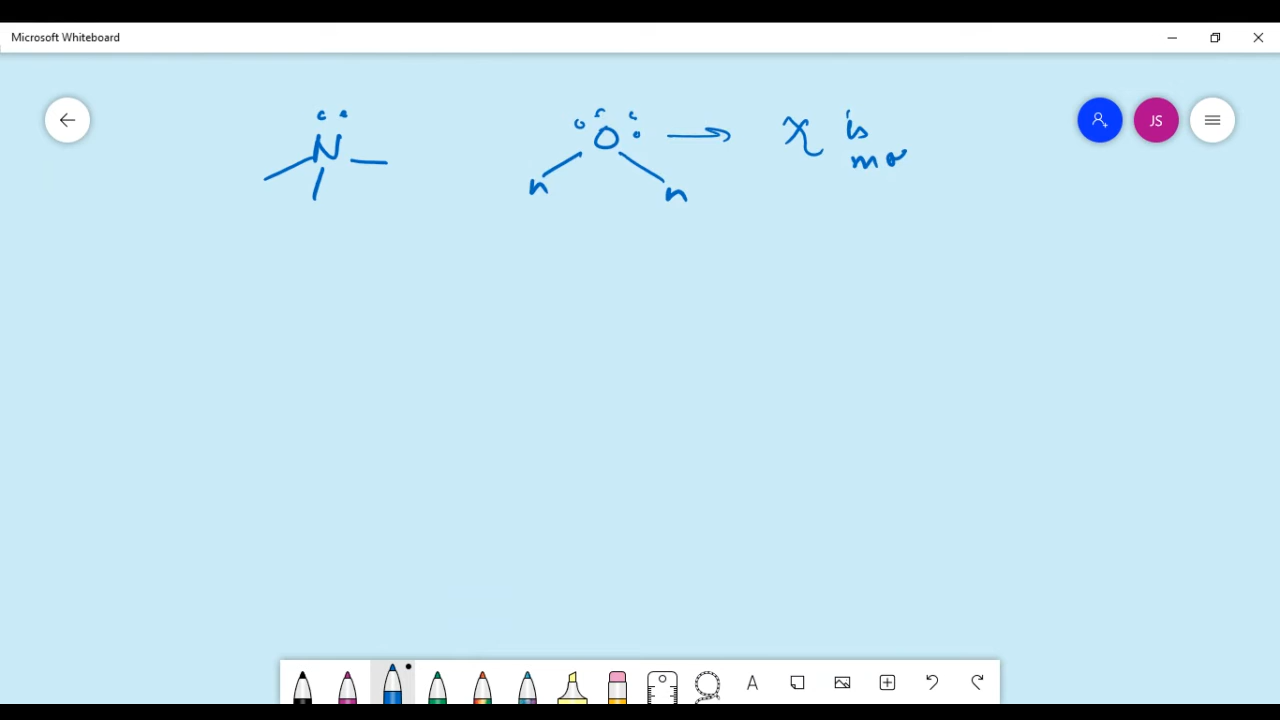 Microsoft Whiteboard
N O → χ is
mo
n n
JS
A